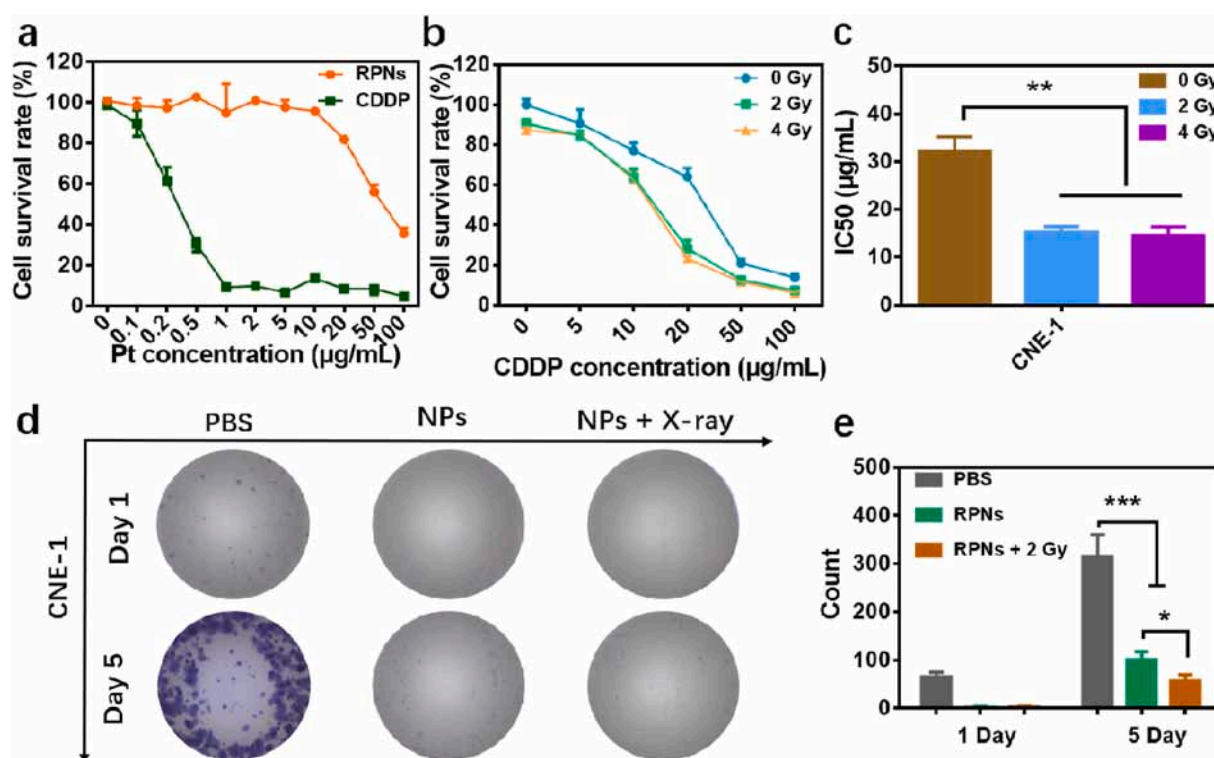 a
Cell survival rate (%)
120
100
80
60
40
20
0
RPNs
CDDP
0 0.1 0.2 0.5 1 2 5 10 20 50 100
Pt concentration (µg/mL)
b
Cell survival rate (%)
120
100
80
60
40
20
0
0 Gy
2 Gy
4 Gy
0 5 10 20 50 100
CDDP concentration (µg/mL)
c
IC50 (µg/mL)
50
40
30
20
10
0
**
0 Gy
2 Gy
4 Gy
CNE-1
d
PBS NPs NPs + X-ray
CNE-1
Day 1
Day 5
e
Count
500
400
300
200
100
0
PBS
RPNs
RPNs + 2 Gy
***
*
1 Day 5 Day